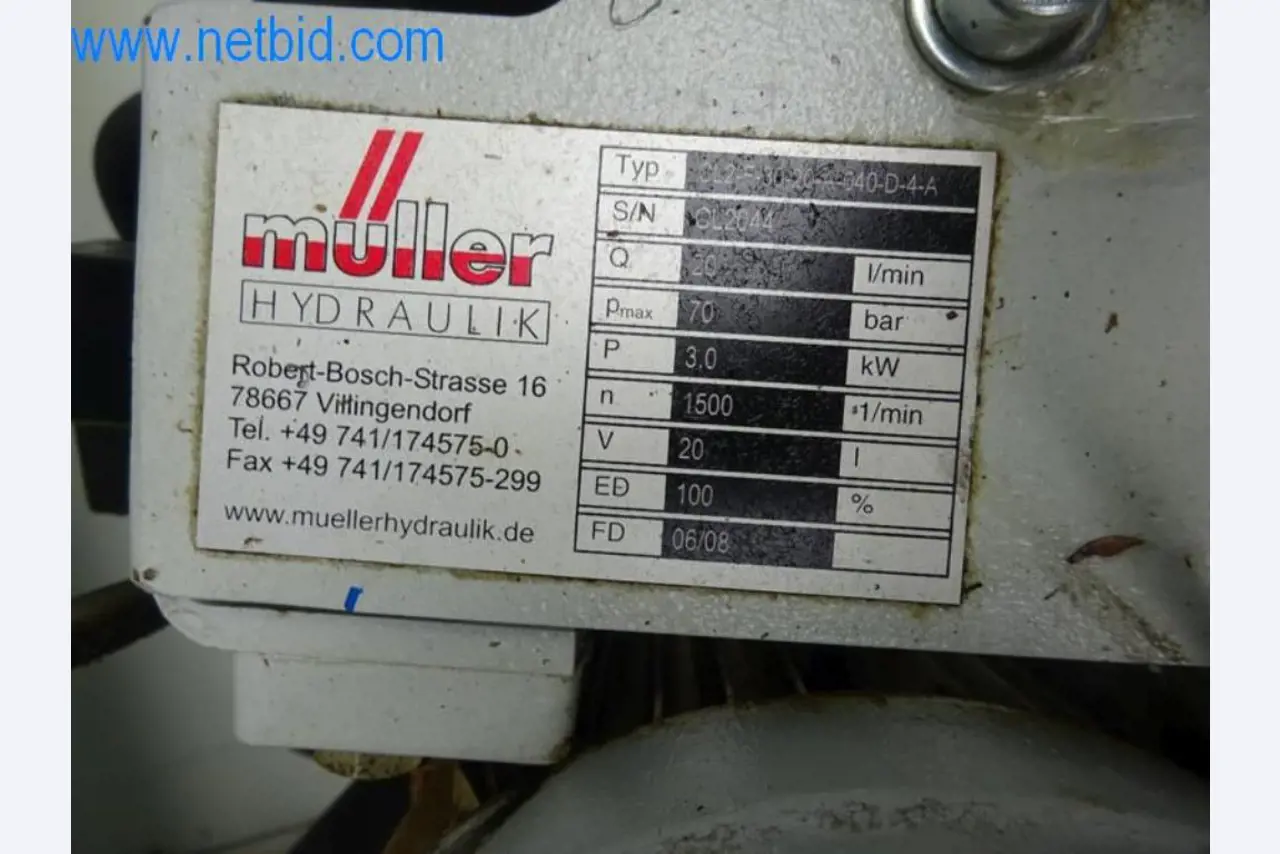 www.netbid.com
müller
HYDRAULIK
Robert-Bosch-Strasse 16
78667 Villingendorf
Tel. +49 741/174575-0
Fax +49 741/174575-299
www.muellerhydraulik.de
Typ
S/N
Q 20 l/min
pmax 70 bar
P 3,0 kW
n 1500 1/min
V 20 l
ED 100 %
FD 06/08